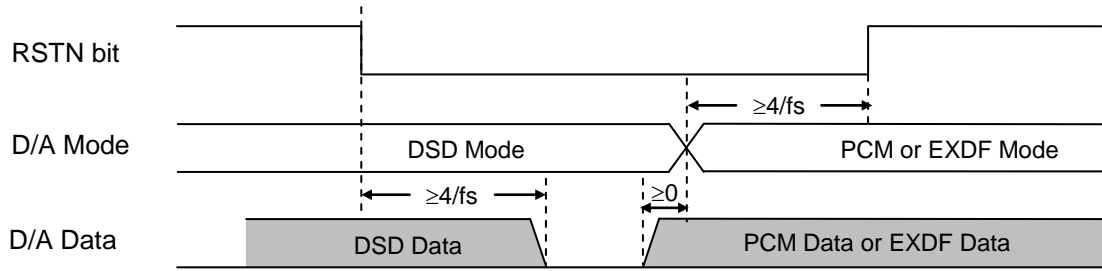 RSTN bit
≥4/fs
D/A Mode
DSD Mode
PCM or EXDF Mode
≥4/fs
≥0
D/A Data
DSD Data
PCM Data or EXDF Data